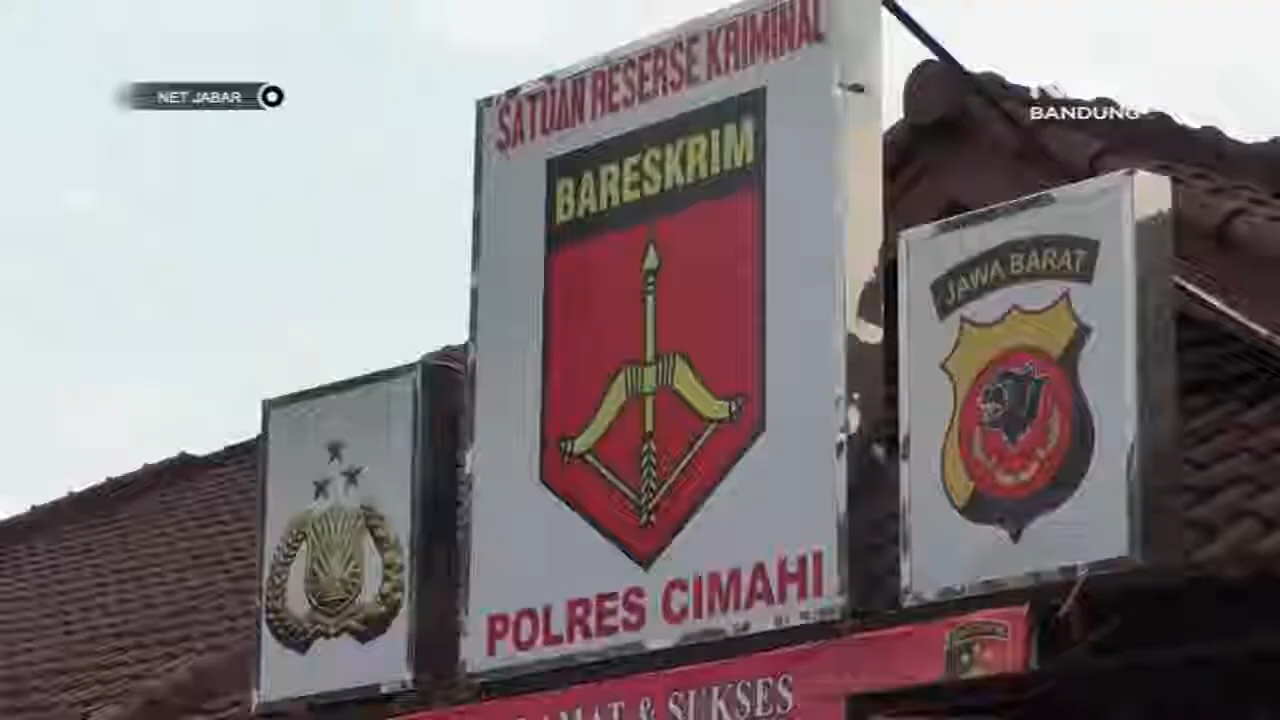 NET JABAR
BANDUNG
SATUAN RESERSE KRIMINAL
BARESKRIM
JAWA BARAT
POLRES CIMAHI
& SUKSES